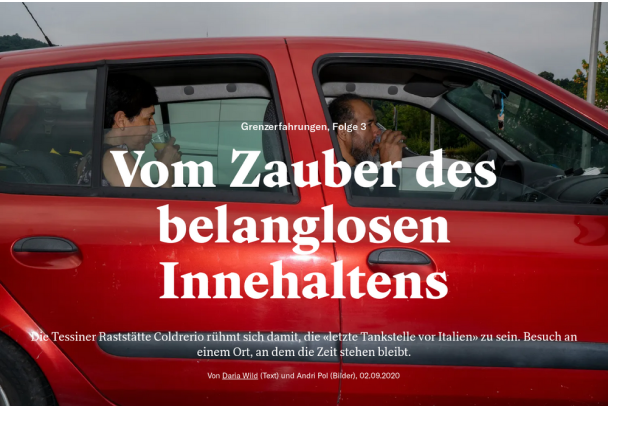 Grenzerfahrungen, Folge 3
Vom Zauber des
belanglosen
Innehaltens
Die Tessiner Raststätte Coldrerio rühmt sich damit, die «letzte Tankstelle vor Italien» zu sein. Besuch an
einem Ort, an dem die Zeit stehen bleibt.
Von Daria Wild (Text) und Andri Pol (Bilder), 02.09.2020